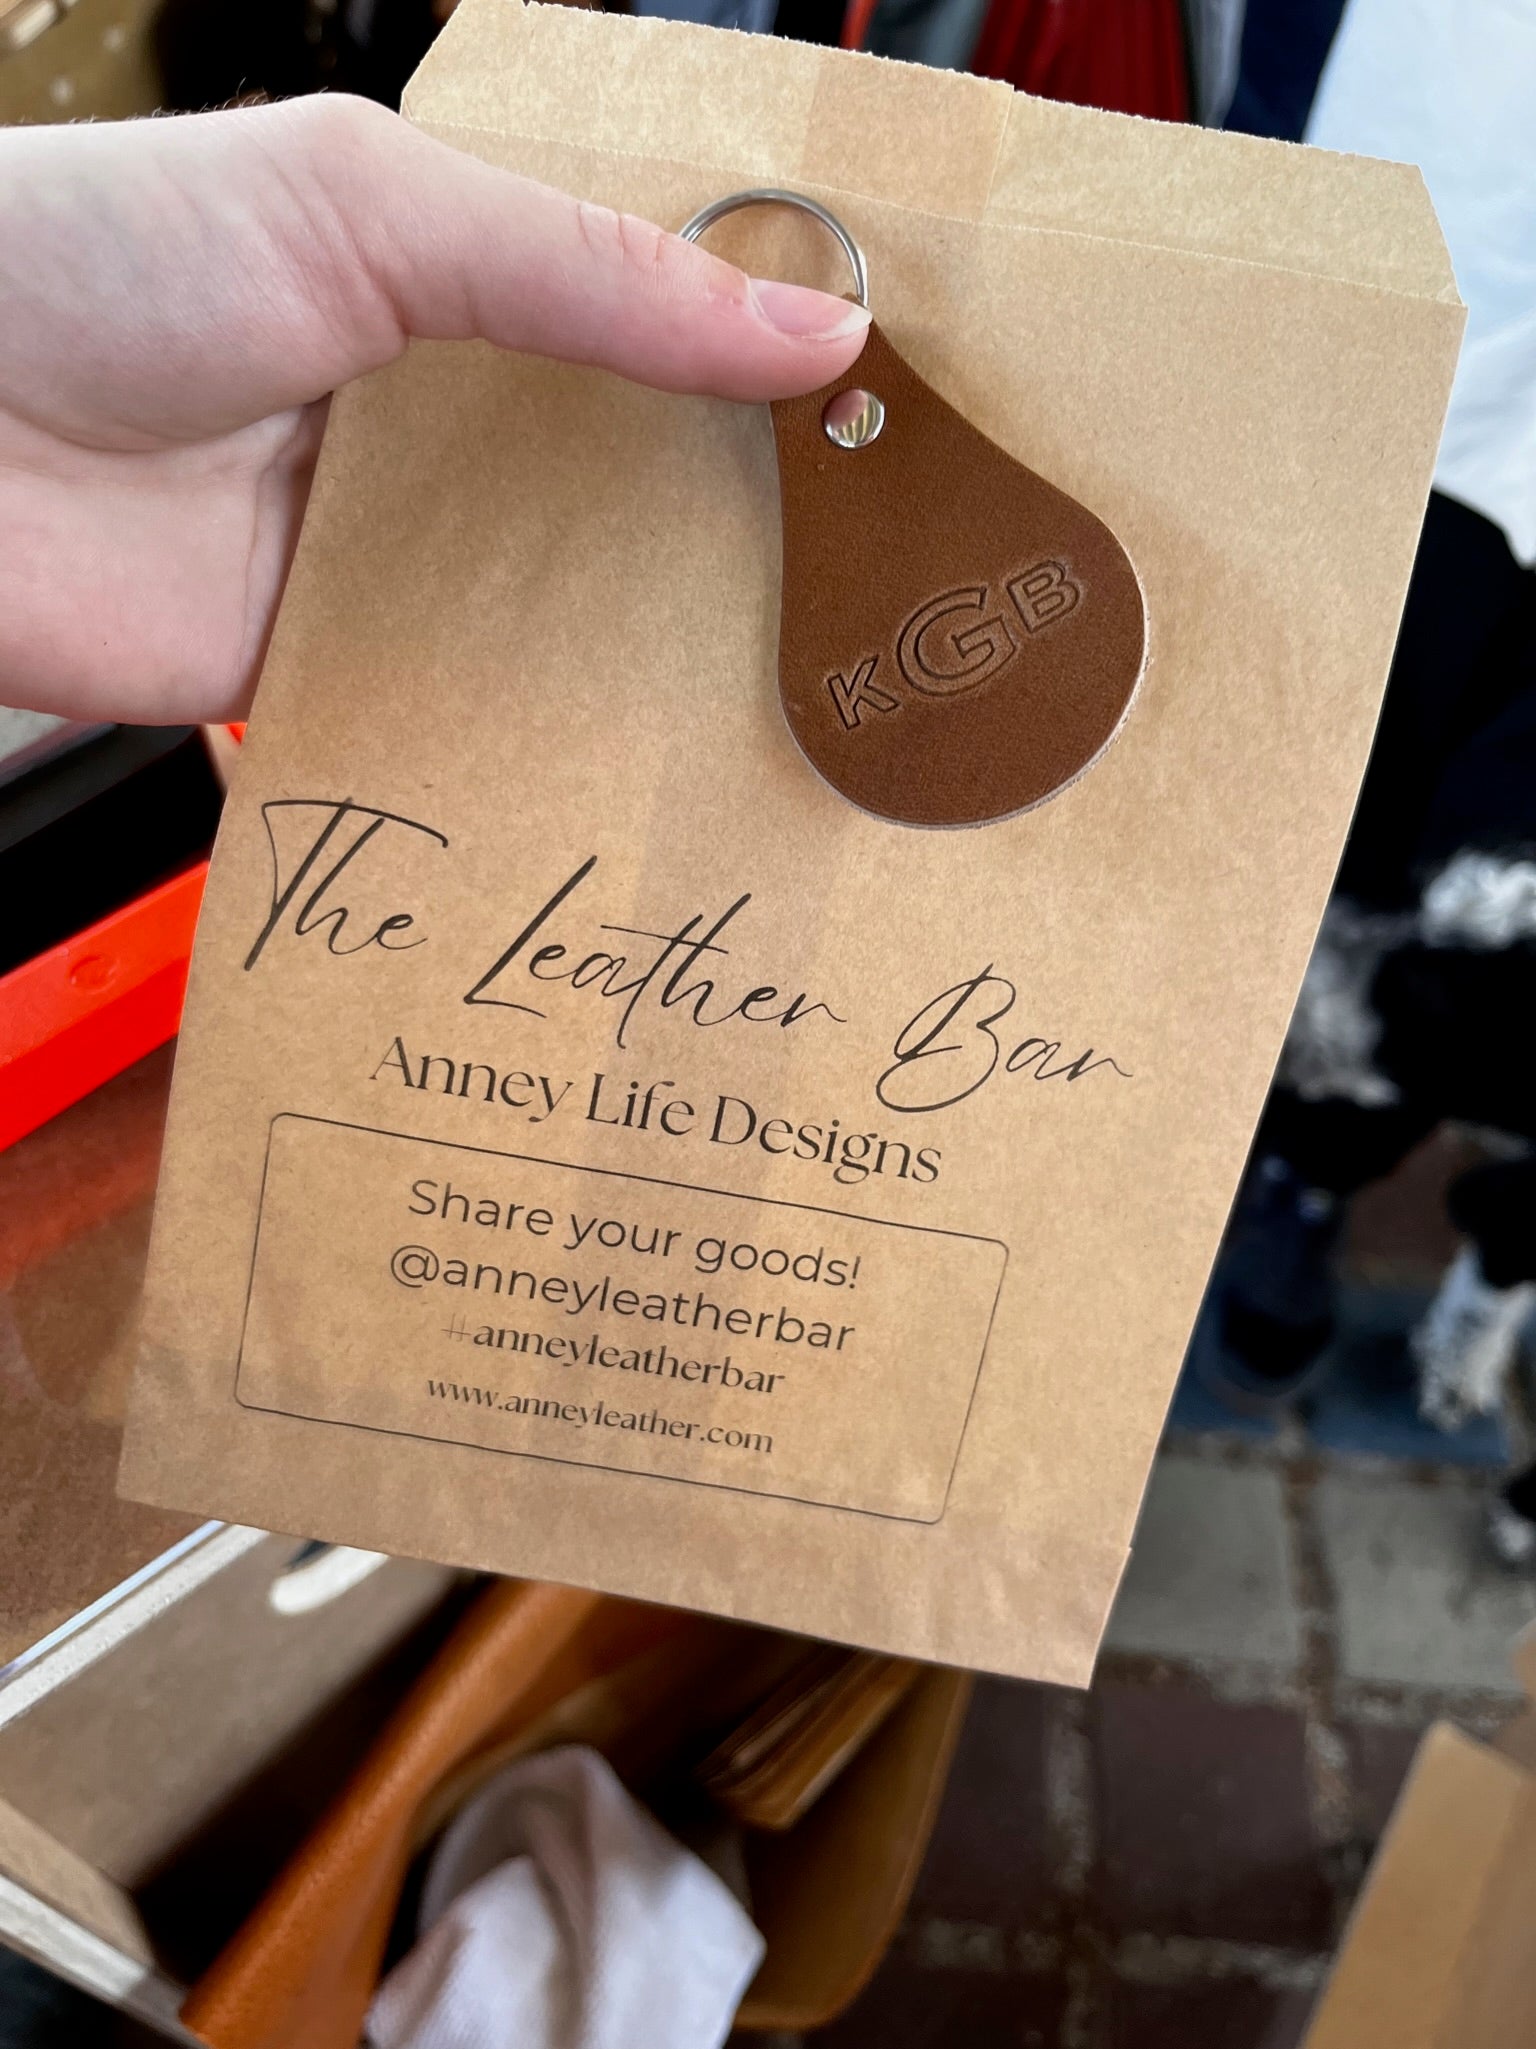 KGB
The Leather Bar
Anney Life Designs
Share your goods!
@anneyleatherbar
#anneyleatherbar
www.anneyleather.com